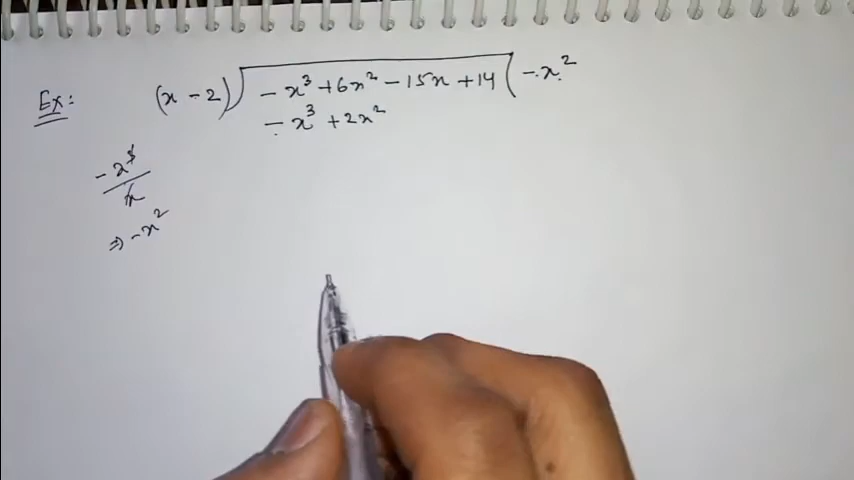 Ex: (x - 2) ) - x³ + 6x² - 15x + 14 ( - x²
- x³ + 2x²
- x³ / x
⇒ - x²